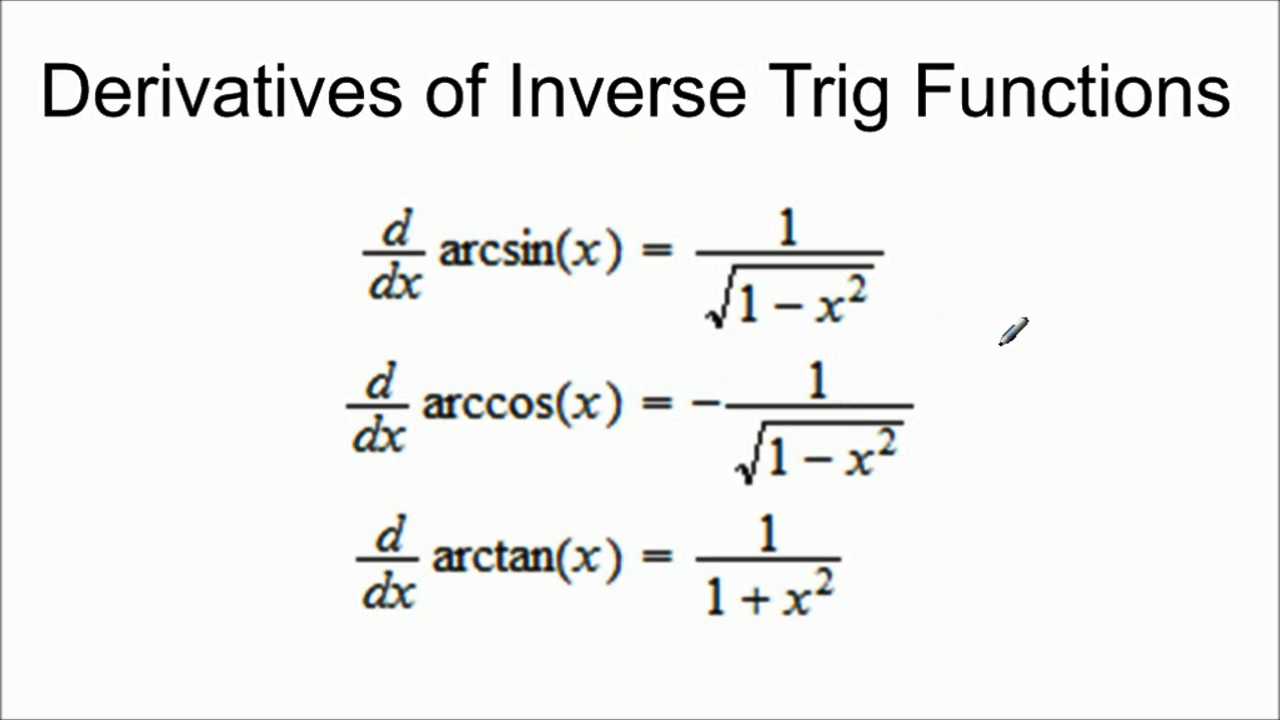 Derivatives of Inverse Trig Functions
d/dx arcsin(x) = 1/√(1 − x²)
d/dx arccos(x) = −1/√(1 − x²)
d/dx arctan(x) = 1/(1 + x²)